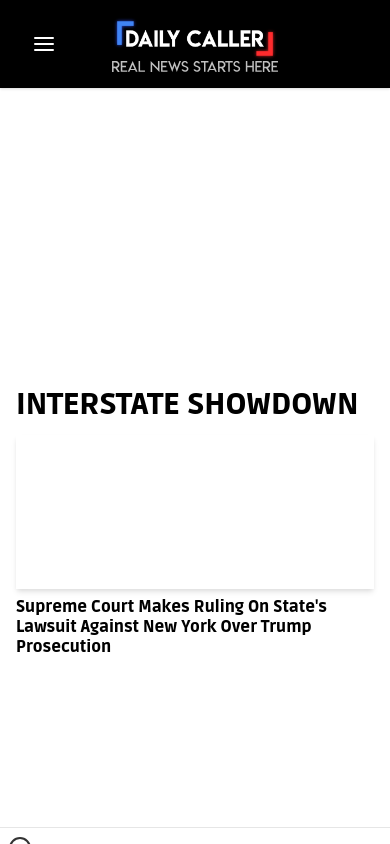 DAILY CALLER
REAL NEWS STARTS HERE
INTERSTATE SHOWDOWN
Supreme Court Makes Ruling On State's
Lawsuit Against New York Over Trump
Prosecution